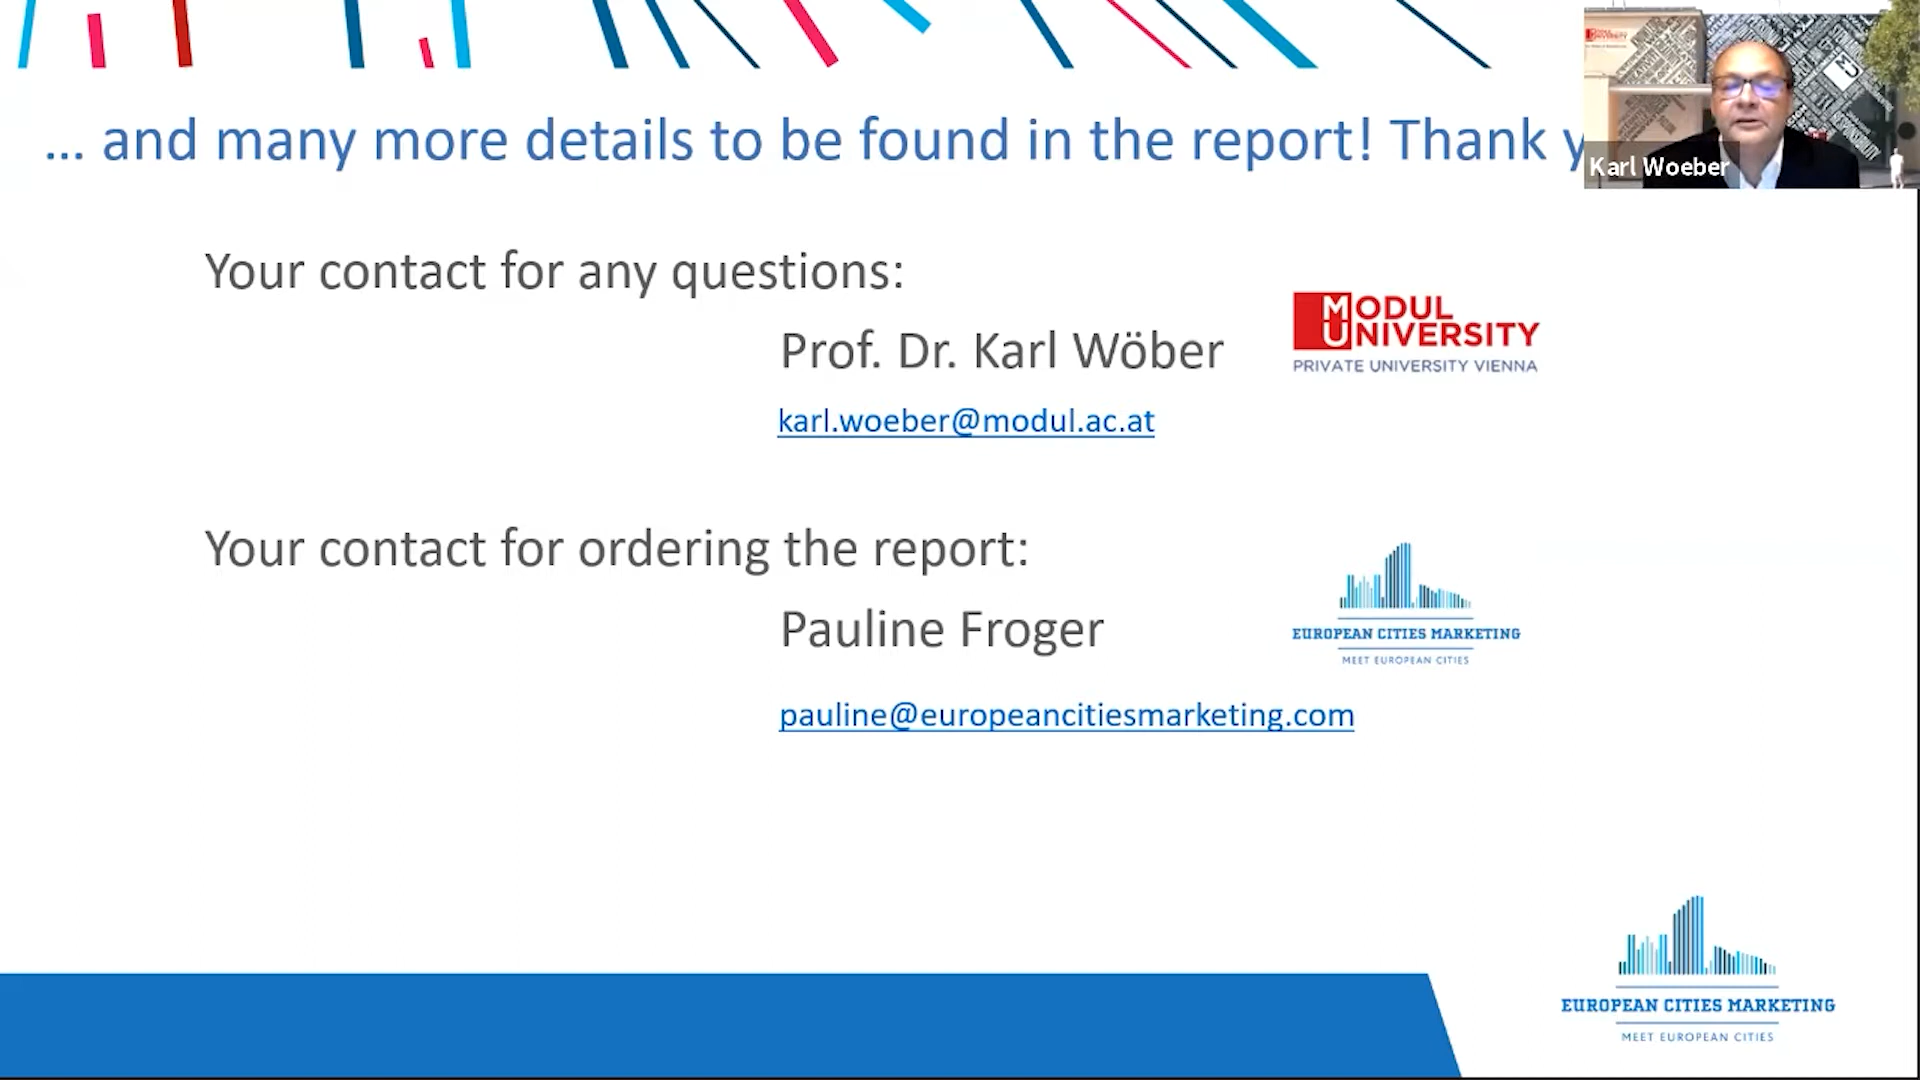 ... and many more details to be found in the report! Thank y
Karl Woeber
Your contact for any questions:
Prof. Dr. Karl Wöber
MODUL
UNIVERSITY
PRIVATE UNIVERSITY VIENNA
karl.woeber@modul.ac.at
Your contact for ordering the report:
Pauline Froger
EUROPEAN CITIES MARKETING
MEET EUROPEAN CITIES
pauline@europeancitiesmarketing.com
EUROPEAN CITIES MARKETING
MEET EUROPEAN CITIES